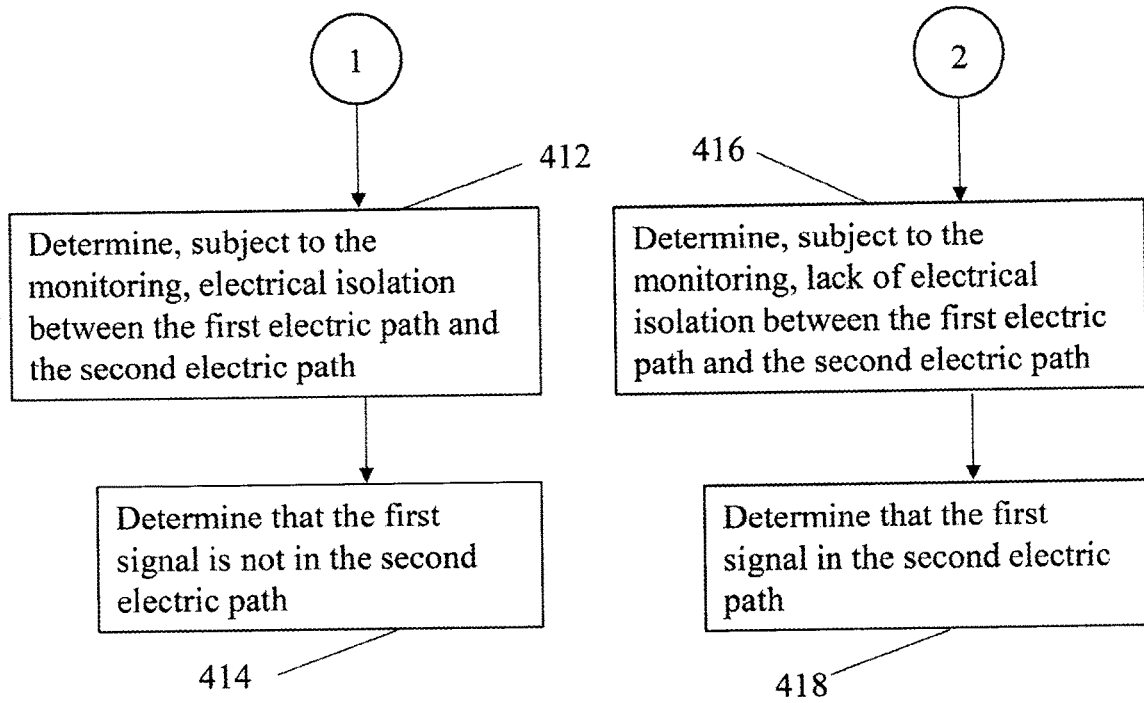 1
412
Determine, subject to the
monitoring, electrical isolation
between the first electric path and
the second electric path
Determine that the first
signal is not in the second
electric path
414
2
416
Determine, subject to the
monitoring, lack of electrical
isolation between the first electric
path and the second electric path
Determine that the first
signal in the second electric
path
418